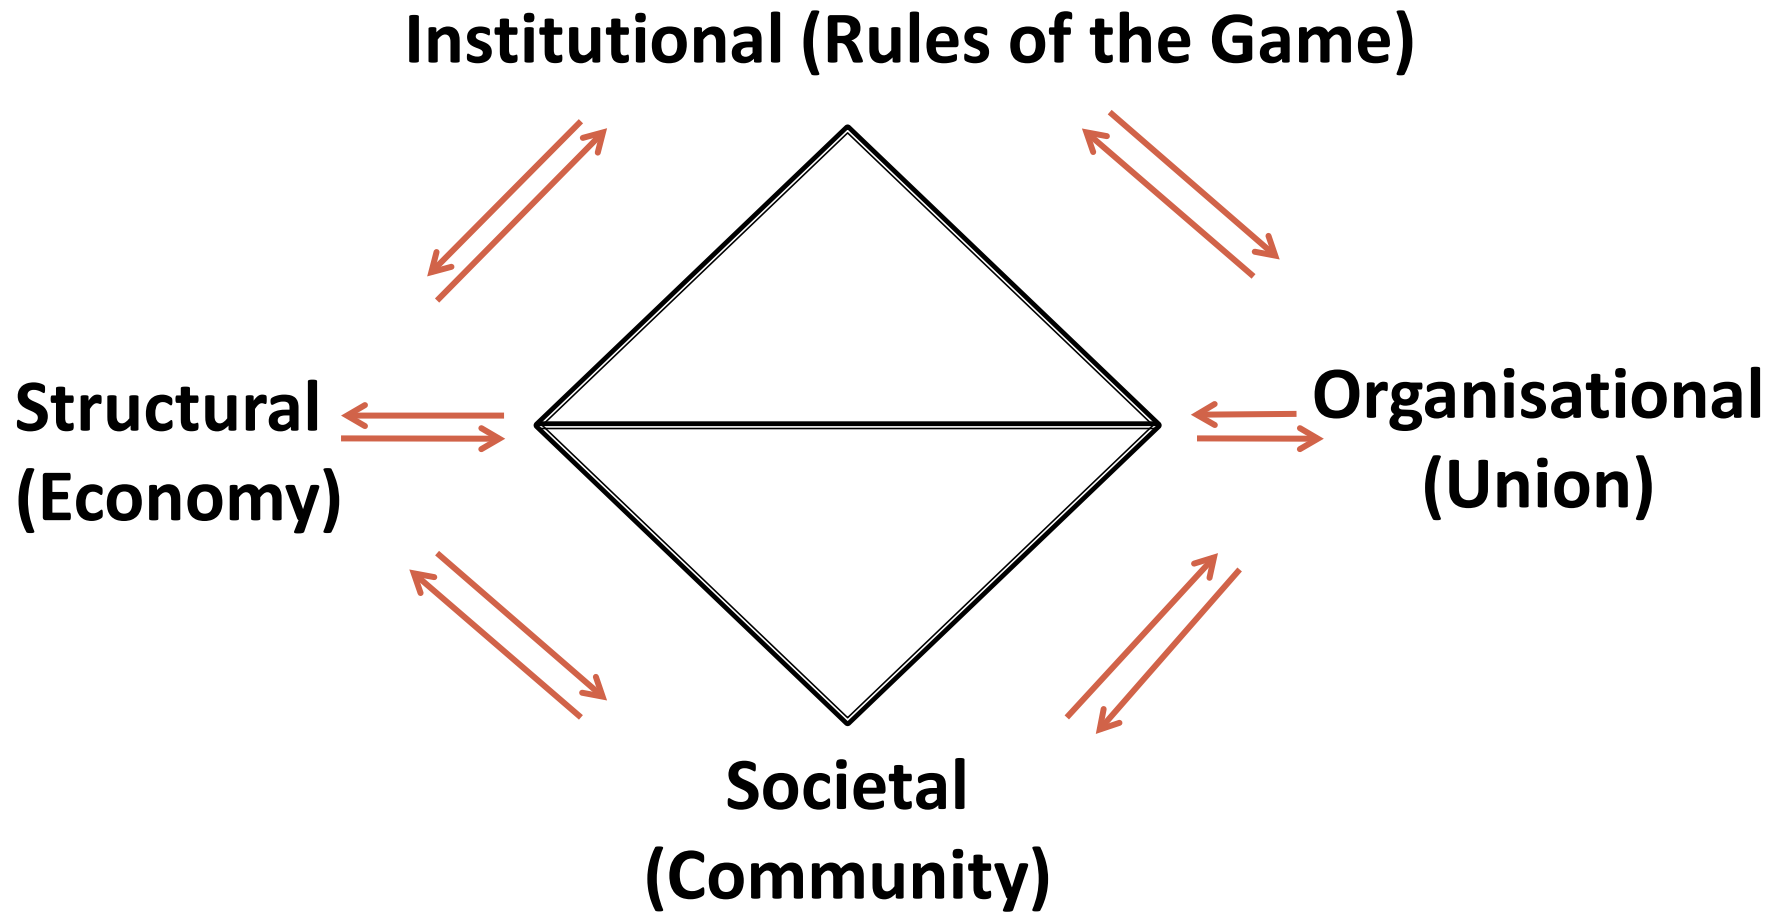 Institutional (Rules of the Game)
Structural
(Economy)
Organisational
(Union)
Societal
(Community)